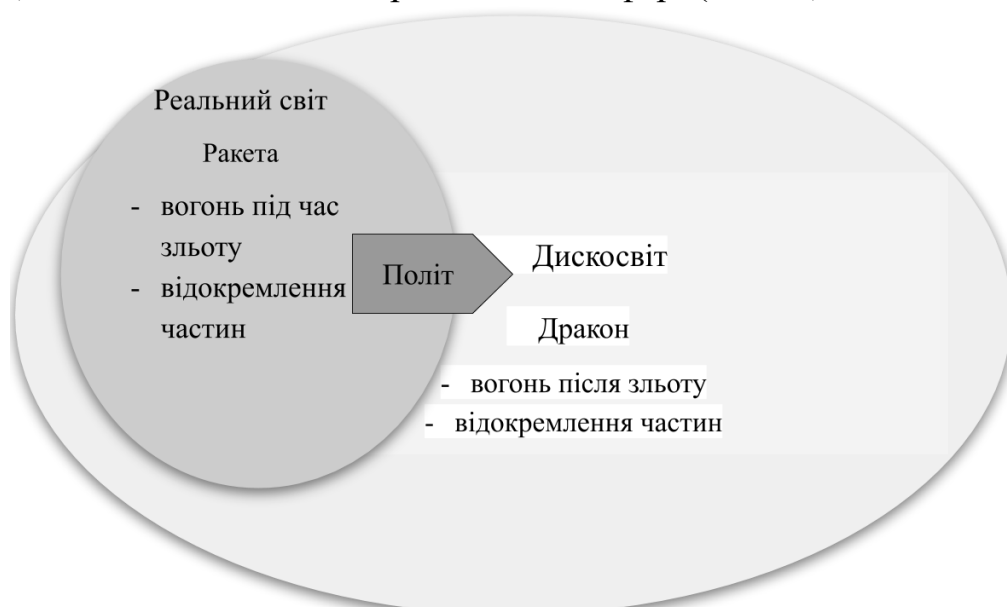 Реальний світ
Ракета
- вогонь під час
зльоту
- відокремлення
частин
Політ
Дискосвіт
Дракон
- вогонь після зльоту
- відокремлення частин